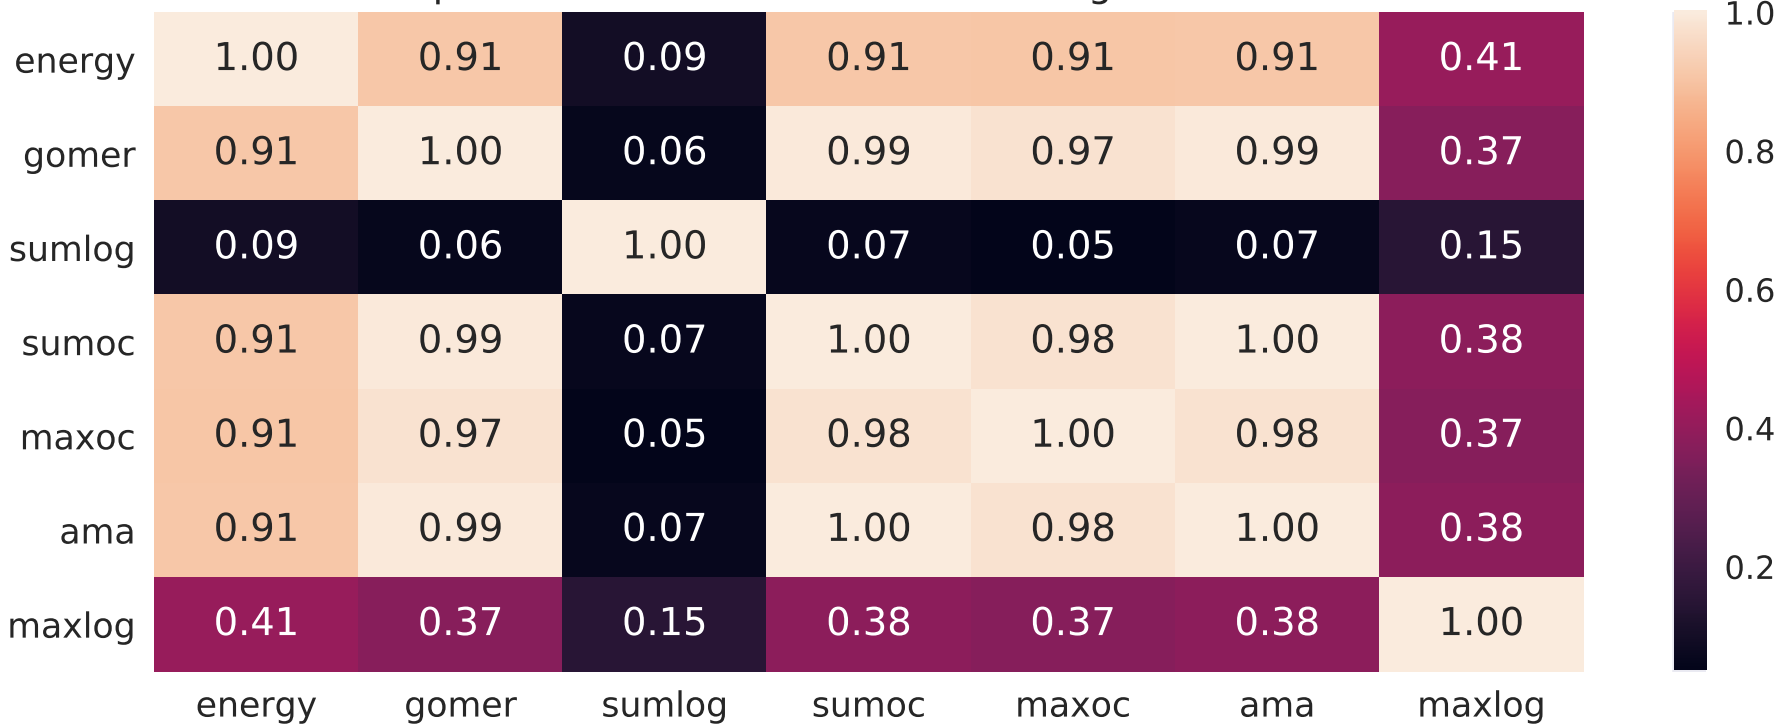 energy 1.00 0.91 0.09 0.91 0.91 0.91 0.41
gomer 0.91 1.00 0.06 0.99 0.97 0.99 0.37
sumlog 0.09 0.06 1.00 0.07 0.05 0.07 0.15
sumoc 0.91 0.99 0.07 1.00 0.98 1.00 0.38
maxoc 0.91 0.97 0.05 0.98 1.00 0.98 0.37
ama 0.91 0.99 0.07 1.00 0.98 1.00 0.38
maxlog 0.41 0.37 0.15 0.38 0.37 0.38 1.00
energy gomer sumlog sumoc maxoc ama maxlog
1.0
0.8
0.6
0.4
0.2